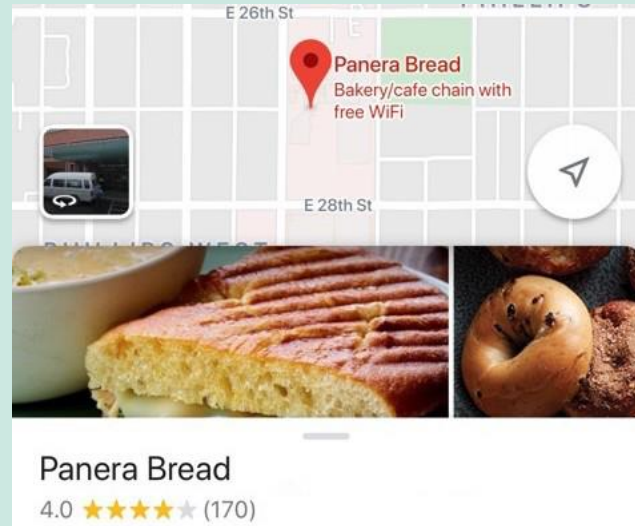 E 26th St
Panera Bread
Bakery/cafe chain with
free WiFi
E 28th St
Panera Bread
4.0 ★★★★★ (170)